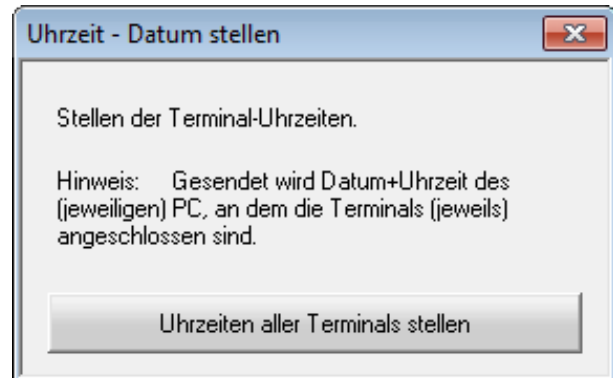 Uhrzeit - Datum stellen
Stellen der Terminal-Uhrzeiten.
Hinweis: Gesendet wird Datum+Uhrzeit des
(jeweiligen) PC, an dem die Terminals (jeweils)
angeschlossen sind.
Uhrzeiten aller Terminals stellen